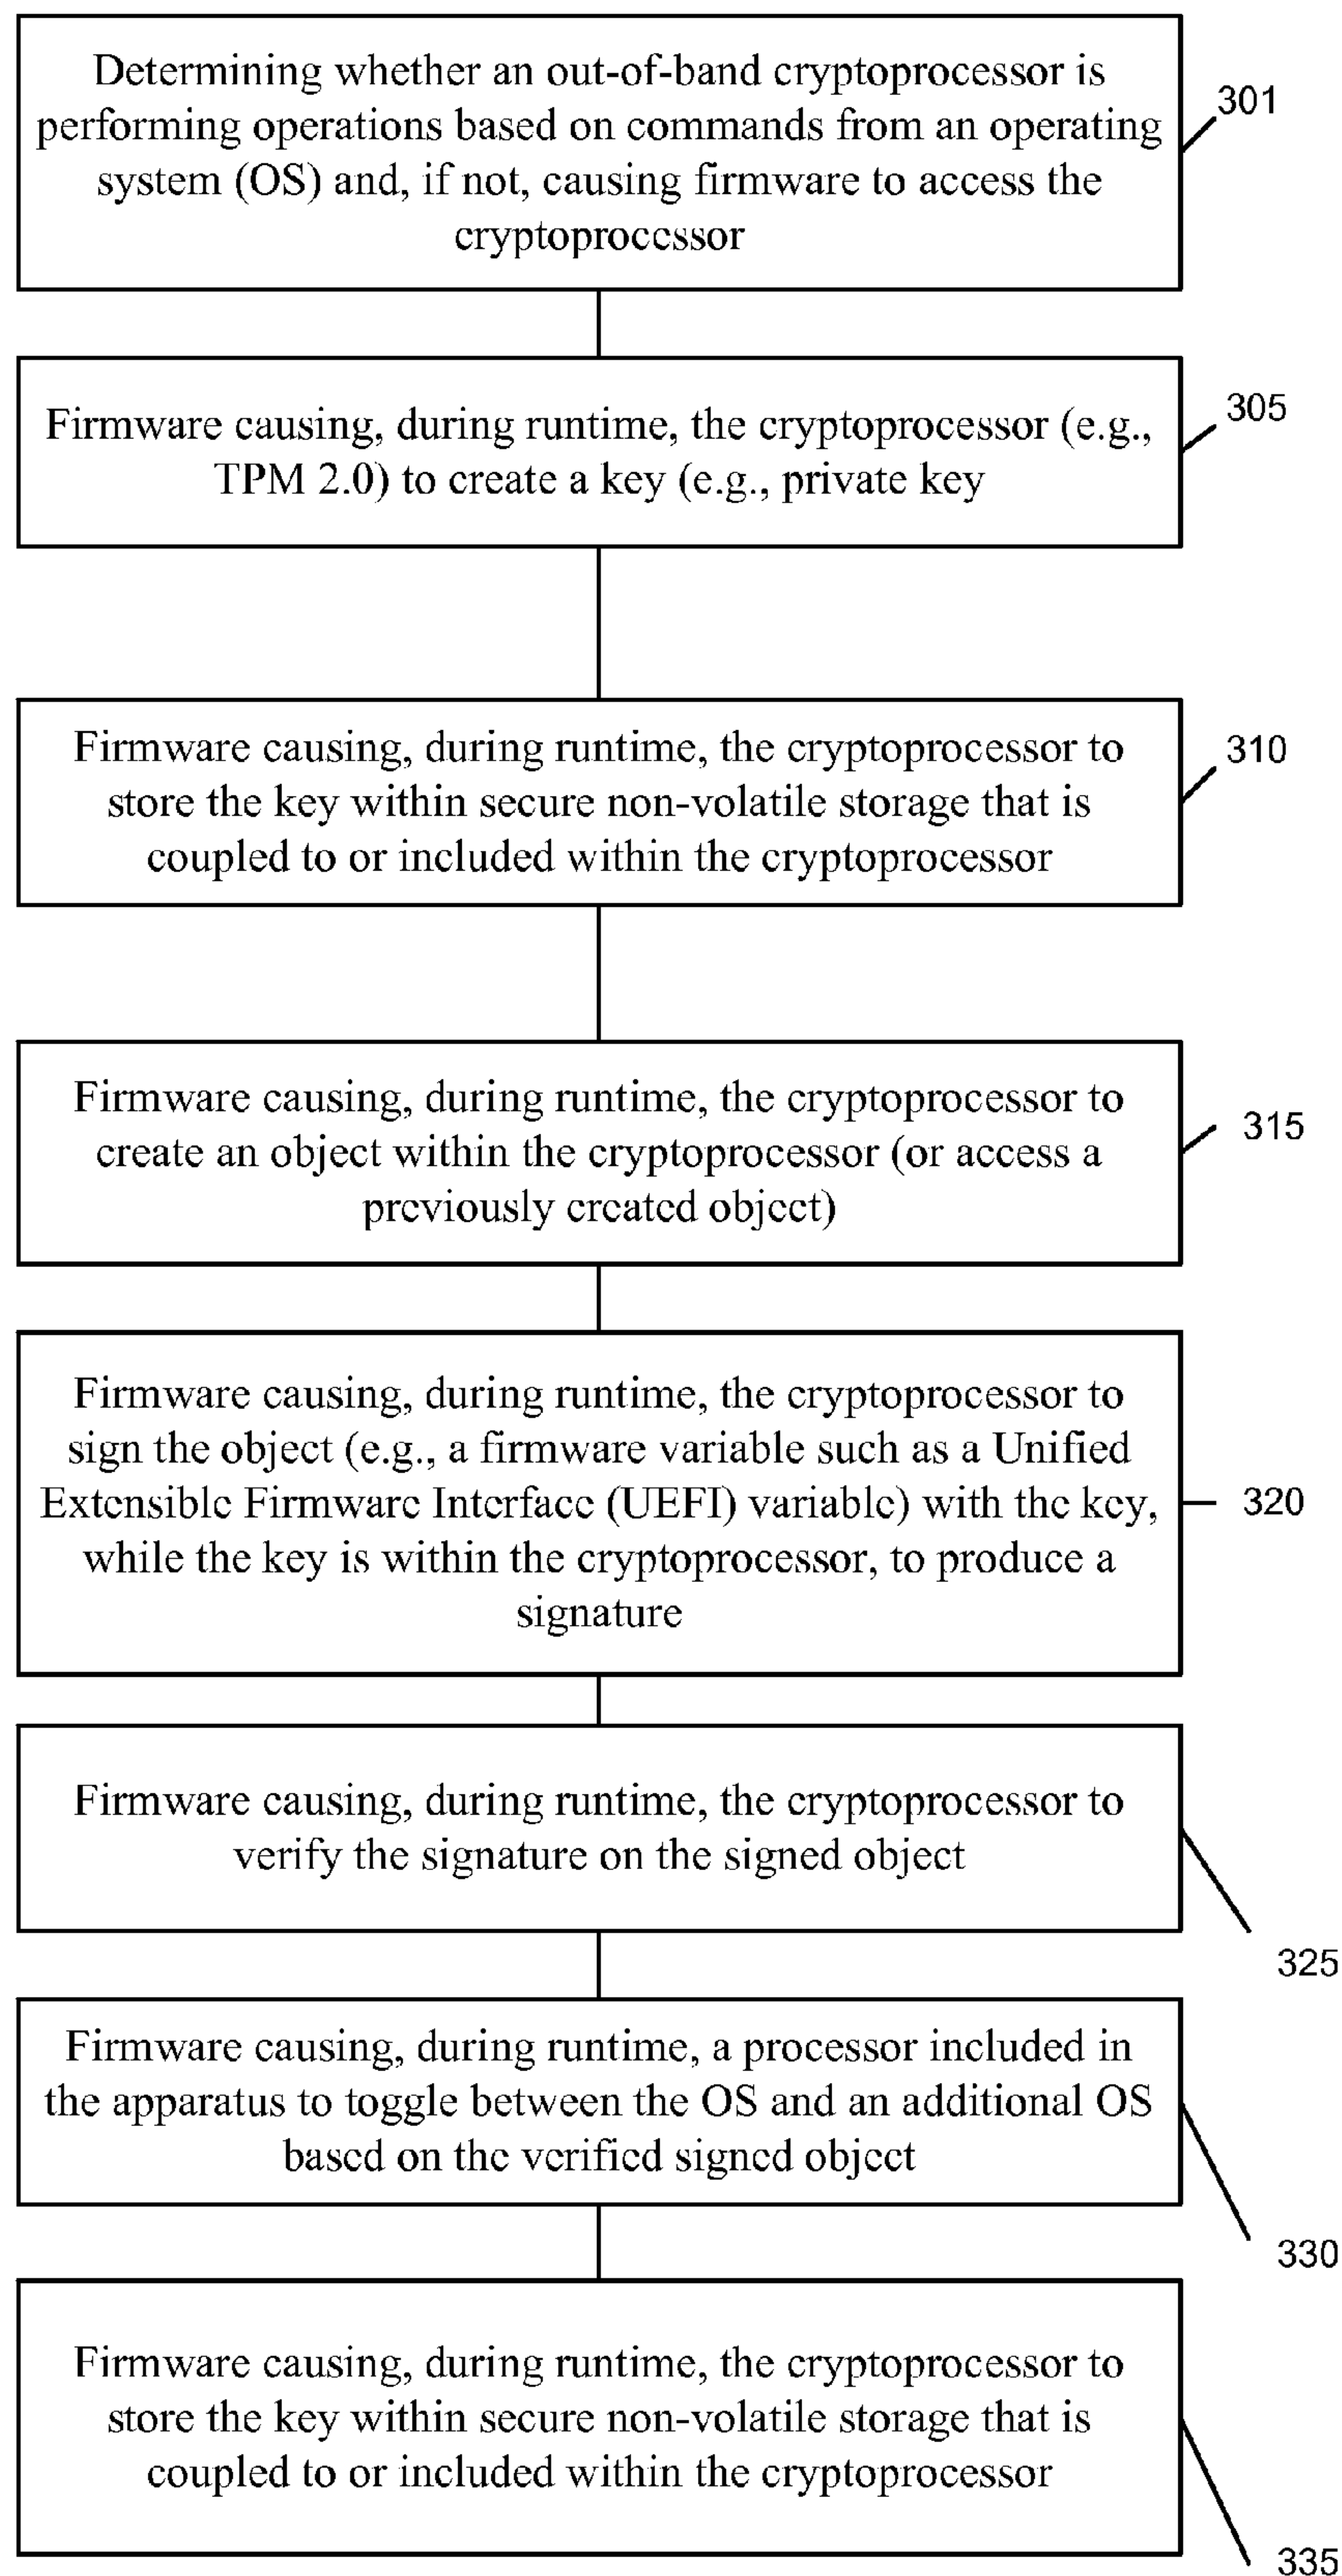 Determining whether an out-of-band cryptoprocessor is
performing operations based on commands from an operating
system (OS) and, if not, causing firmware to access the
cryptoprocessor
301
Firmware causing, during runtime, the cryptoprocessor (e.g.,
TPM 2.0) to create a key (e.g., private key
305
Firmware causing, during runtime, the cryptoprocessor to
store the key within secure non-volatile storage that is
coupled to or included within the cryptoprocessor
310
Firmware causing, during runtime, the cryptoprocessor to
create an object within the cryptoprocessor (or access a
previously created object)
315
Firmware causing, during runtime, the cryptoprocessor to
sign the object (e.g., a firmware variable such as a Unified
Extensible Firmware Interface (UEFI) variable) with the key,
while the key is within the cryptoprocessor, to produce a
signature
320
Firmware causing, during runtime, the cryptoprocessor to
verify the signature on the signed object
325
Firmware causing, during runtime, a processor included in
the apparatus to toggle between the OS and an additional OS
based on the verified signed object
330
Firmware causing, during runtime, the cryptoprocessor to
store the key within secure non-volatile storage that is
coupled to or included within the cryptoprocessor
335